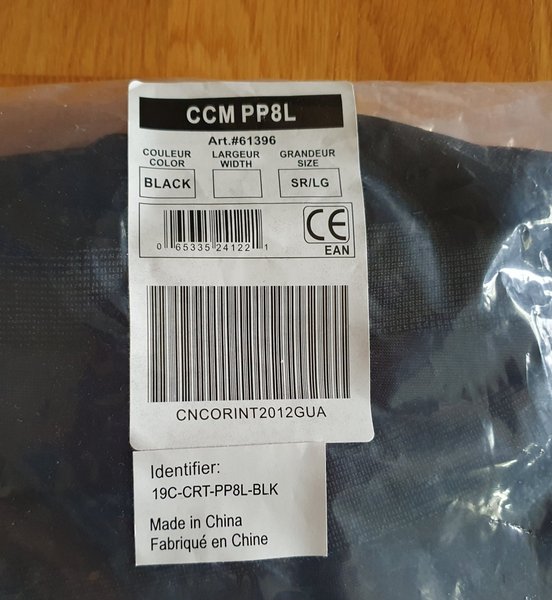 CCM PP8L
Art.#61396
COULEUR LARGEUR GRANDEUR
COLOR WIDTH SIZE
BLACK SR/LG
0 65335 24122 1
CE
EAN
CNCORINT2012GUA
Identifier:
19C-CRT-PP8L-BLK
Made in China
Fabriqué en Chine